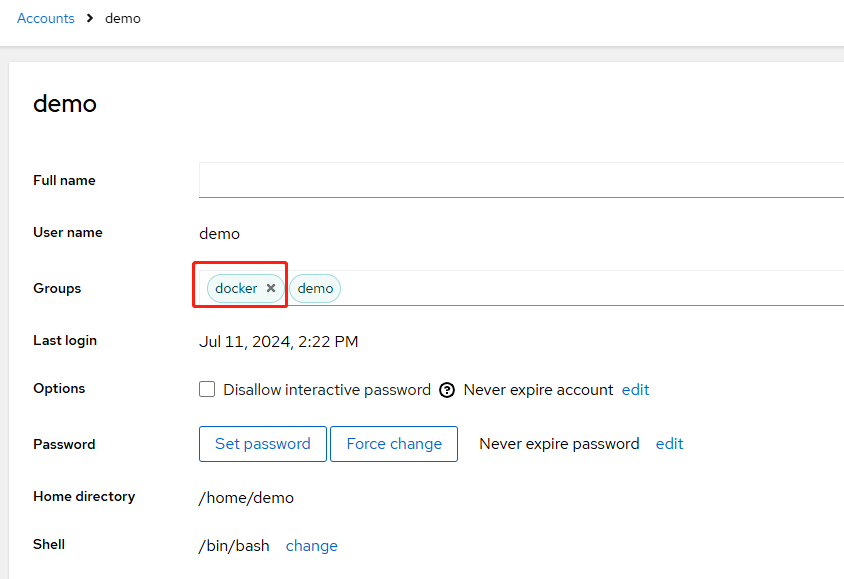 Accounts > demo
demo
Full name
User name demo
Groups docker × demo
Last login Jul 11, 2024, 2:22 PM
Options Disallow interactive password ? Never expire account edit
Password Set password Force change Never expire password edit
Home directory /home/demo
Shell /bin/bash change